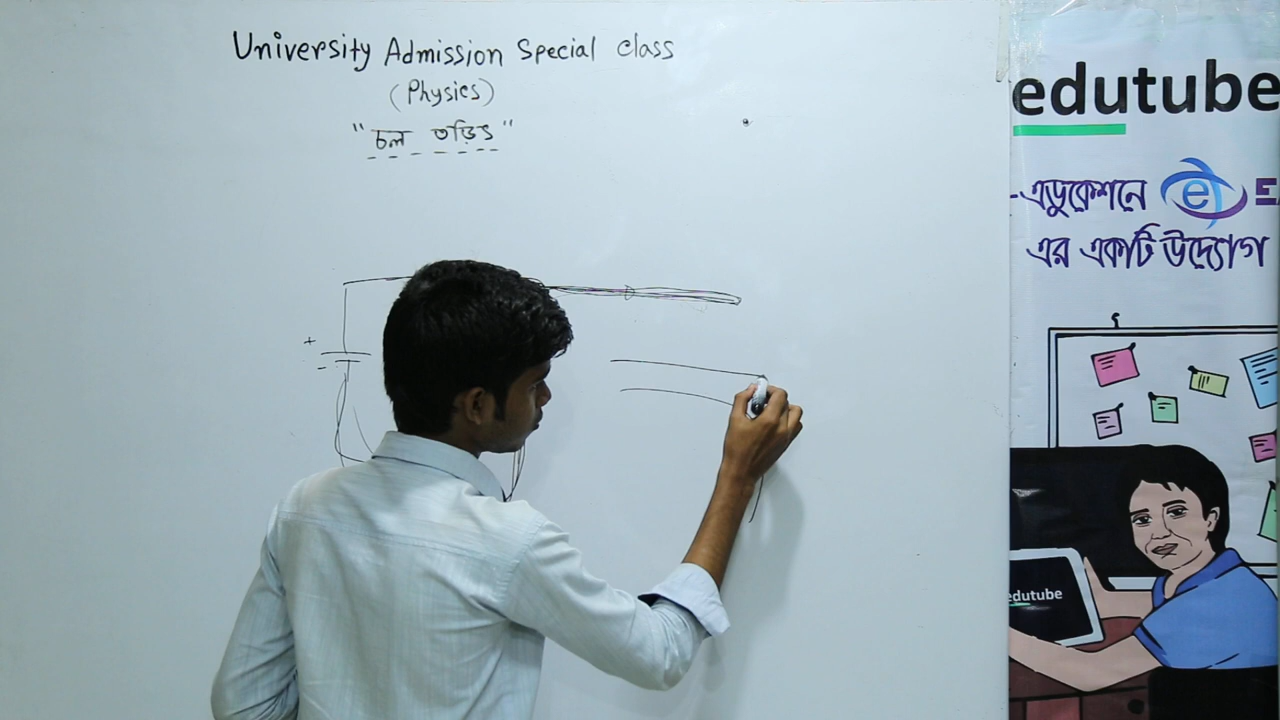 University Admission Special class
(Physics)
"চল তড়িৎ"
+
-
edutube
-এডুকেশনে
e
এর একটি উদ্যোগ
edutube